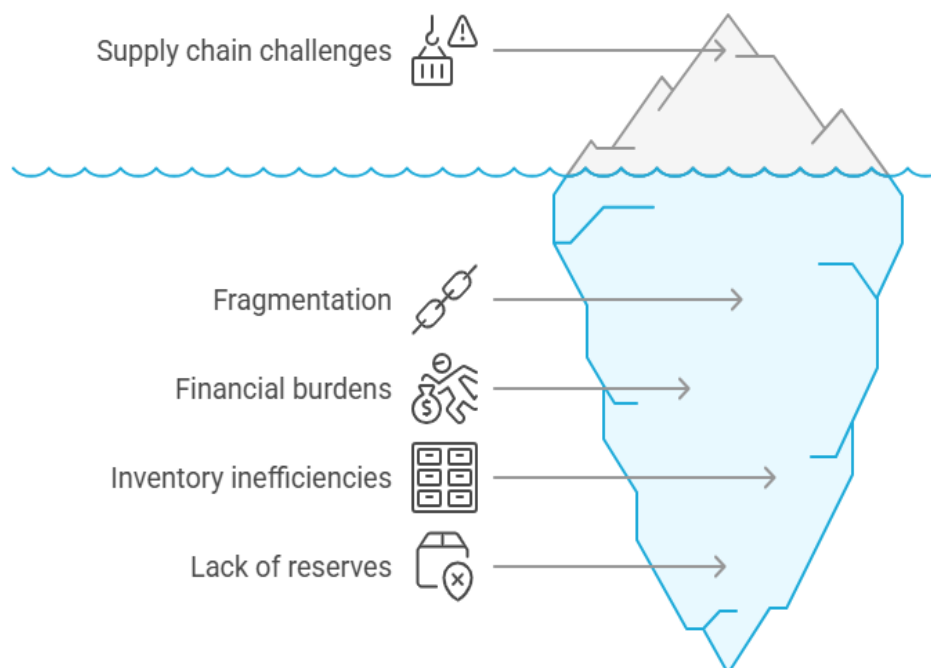 Supply chain challenges
Fragmentation
Financial burdens
$
Inventory inefficiencies
Lack of reserves